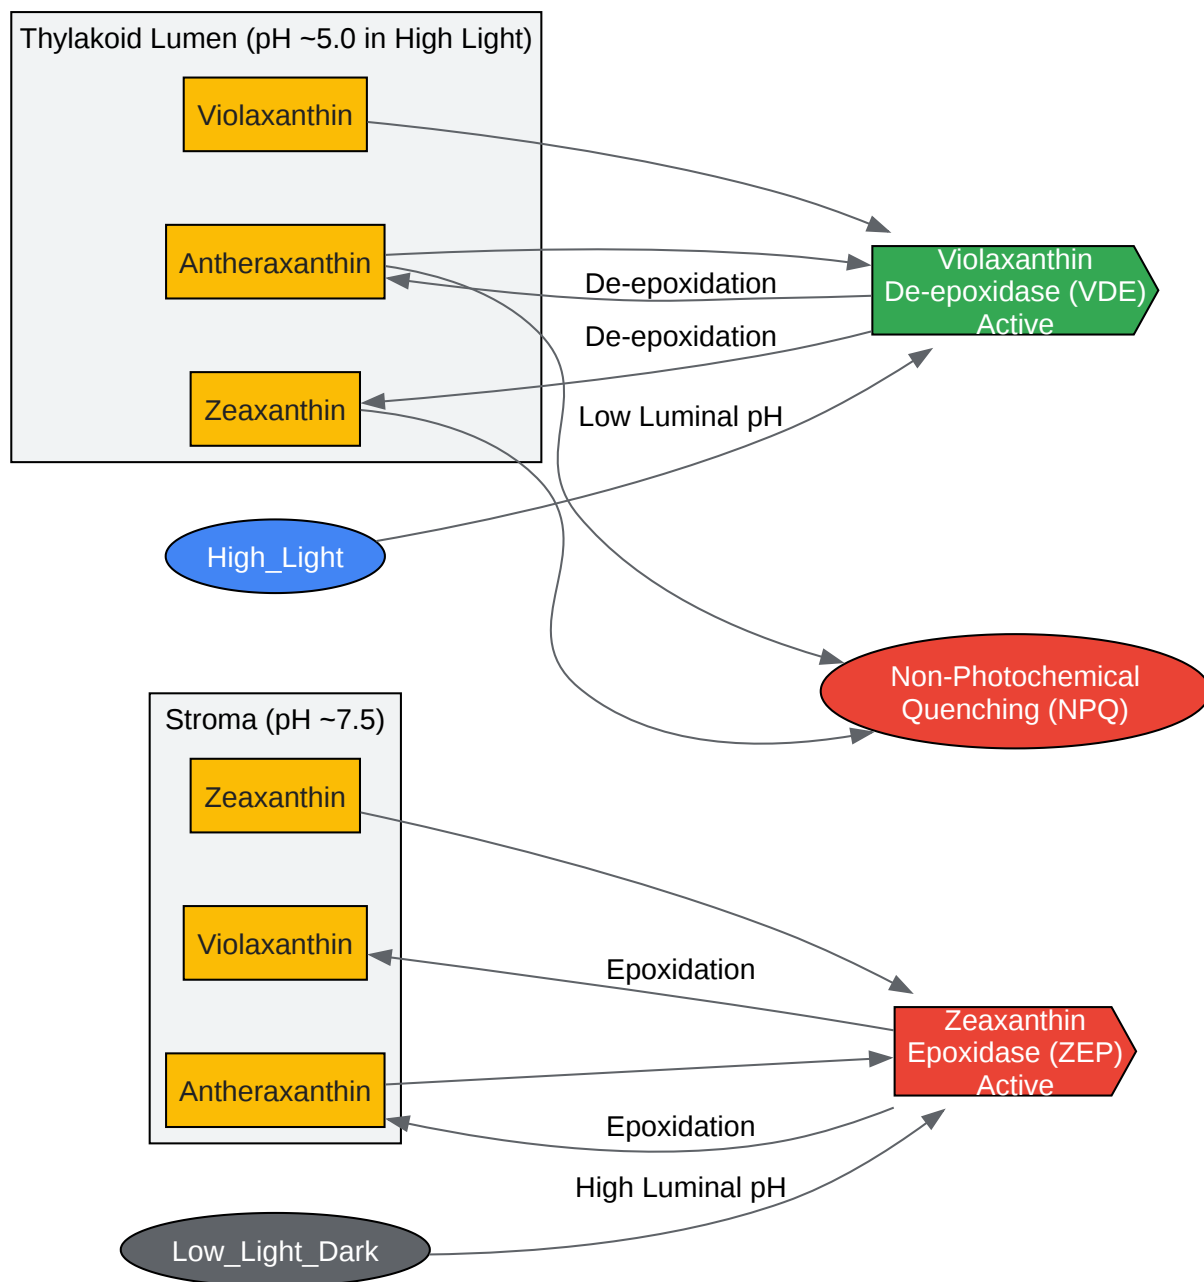 Thylakoid Lumen (pH ~5.0 in High Light)
Violaxanthin
Antheraxanthin
Zeaxanthin
De-epoxidation
De-epoxidation
Low Luminal pH
Violaxanthin
De-epoxidase (VDE)
Active
High_Light
Non-Photochemical
Quenching (NPQ)
Stroma (pH ~7.5)
Zeaxanthin
Violaxanthin
Antheraxanthin
Epoxidation
Epoxidation
High Luminal pH
Zeaxanthin
Epoxidase (ZEP)
Active
Low_Light_Dark